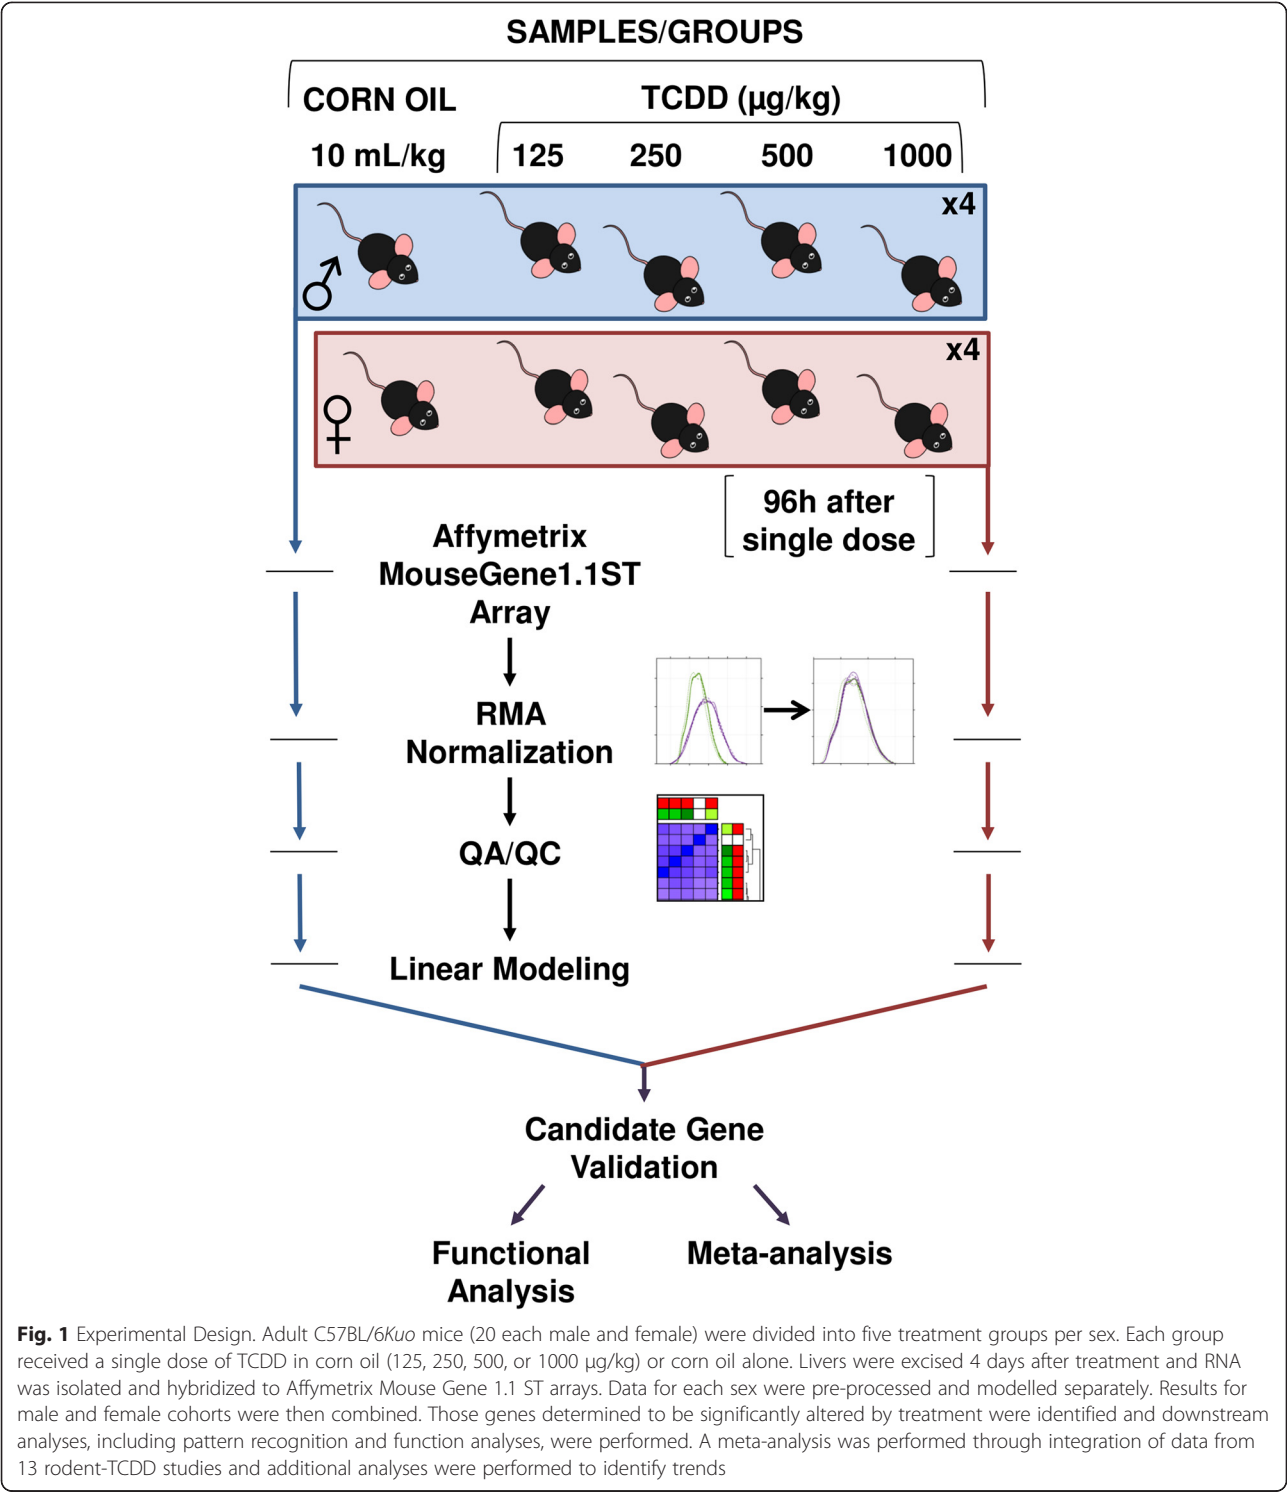 SAMPLES/GROUPS
CORN OIL
TCDD (µg/kg)
10 mL/kg
125
250
500
1000
x4
♂
x4
♀
96h after
single dose
Affymetrix
MouseGene1.1ST
Array
RMA
Normalization
QA/QC
Linear Modeling
Candidate Gene
Validation
Functional
Analysis
Meta-analysis
Fig. 1 Experimental Design. Adult C57BL/6Kuo mice (20 each male and female) were divided into five treatment groups per sex. Each group
received a single dose of TCDD in corn oil (125, 250, 500, or 1000 µg/kg) or corn oil alone. Livers were excised 4 days after treatment and RNA
was isolated and hybridized to Affymetrix Mouse Gene 1.1 ST arrays. Data for each sex were pre-processed and modelled separately. Results for
male and female cohorts were then combined. Those genes determined to be significantly altered by treatment were identified and downstream
analyses, including pattern recognition and function analyses, were performed. A meta-analysis was performed through integration of data from
13 rodent-TCDD studies and additional analyses were performed to identify trends